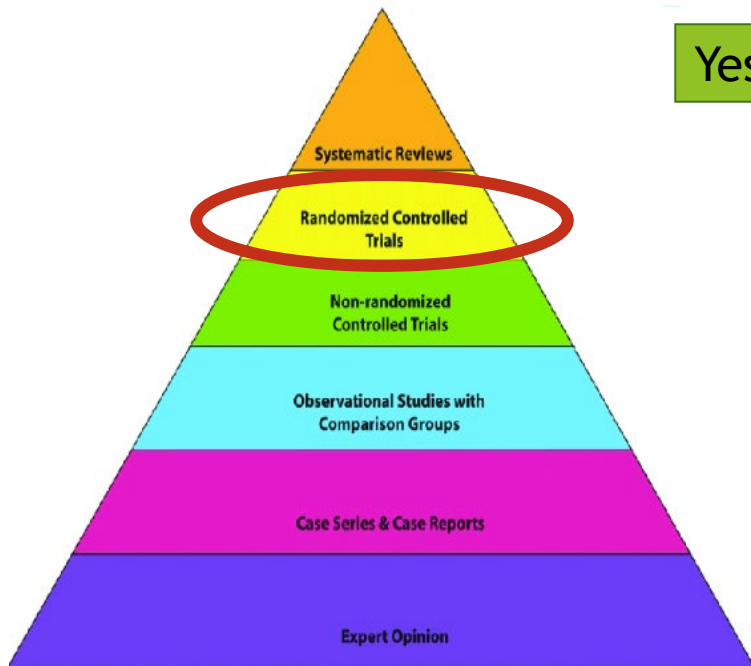 Yes
Systematic Reviews
Randomized Controlled
Trials
Non-randomized
Controlled Trials
Observational Studies with
Comparison Groups
Case Series & Case Reports
Expert Opinion